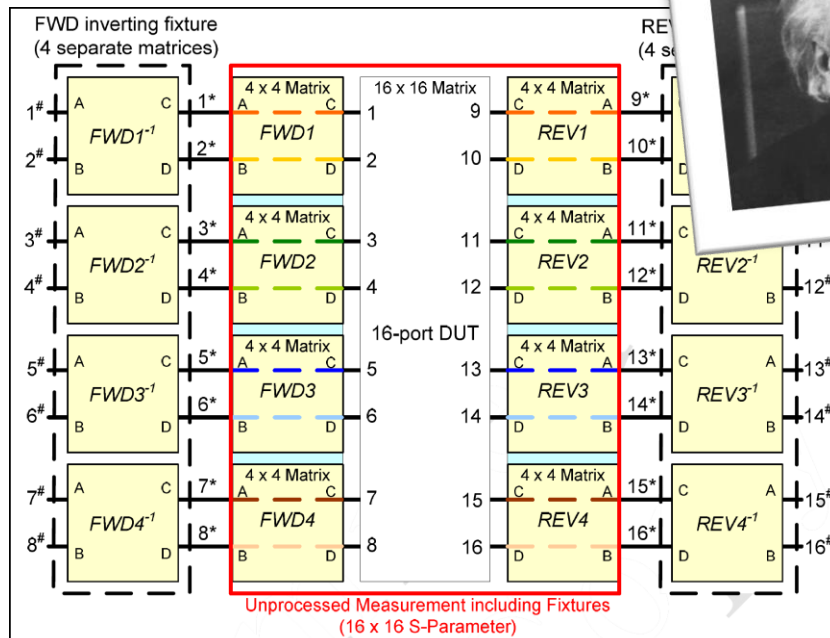 FWD inverting fixture
(4 separate matrices)
1# A C 1* 4 x 4 Matrix A C 1 16 x 16 Matrix 9 4 x 4 Matrix C A 9*
FWD1-1 FWD1 REV1
2# B D 2* B D 2 10 D B 10*
4 x 4 Matrix 4 x 4 Matrix
3# A C 3* A C 3 11 C A 11* C
FWD2-1 FWD2 REV2 REV2-1
4# B D 4* B D 4 12 D B 12* D B 12#
16-port DUT
4 x 4 Matrix 4 x 4 Matrix
5# A C 5* A C 5 13 C A 13* C A 13#
FWD3-1 FWD3 REV3 REV3-1
6# B D 6* B D 6 14 D B 14* D B 14#
4 x 4 Matrix 4 x 4 Matrix
7# A C 7* A C 7 15 C A 15* C A 15#
FWD4-1 FWD4 REV4 REV4-1
8# B D 8* B D 8 16 D B 16* D B 16#
Unprocessed Measurement including Fixtures
(16 x 16 S-Parameter)